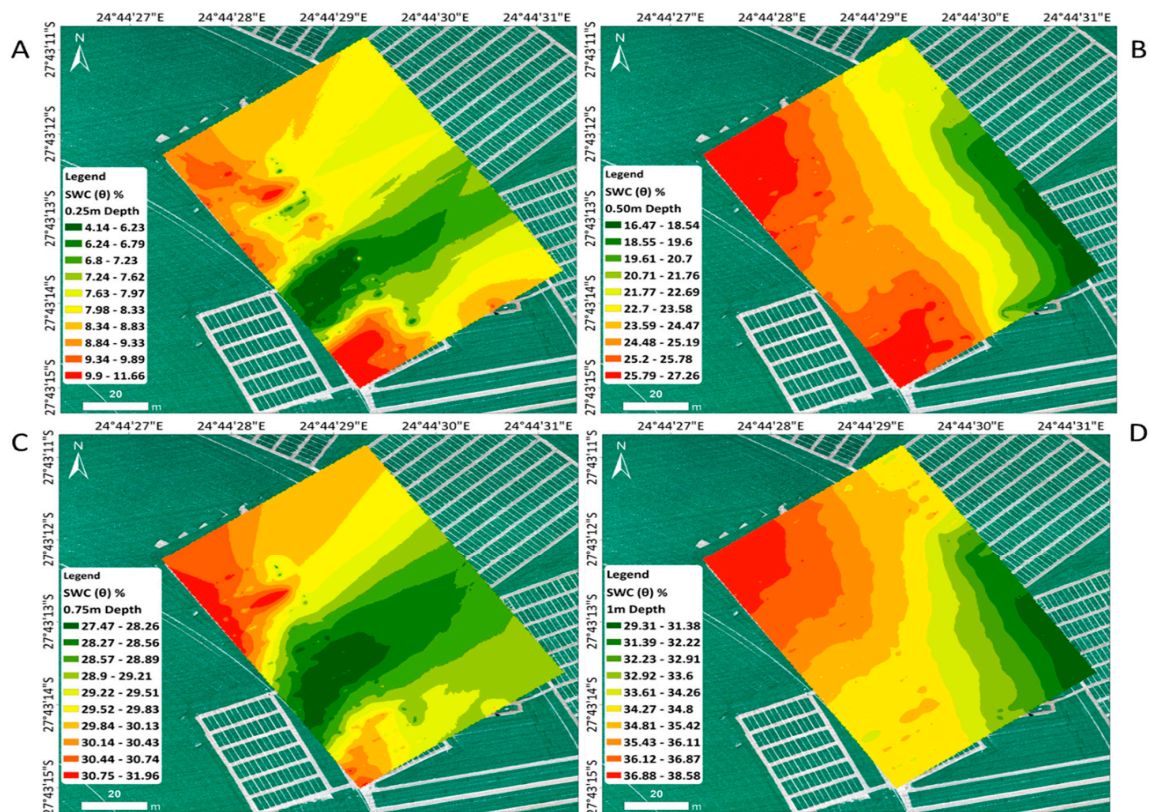 24°44'27"E 24°44'28"E 24°44'29"E 24°44'30"E 24°44'31"E
A
N
27°43'11"S
27°43'12"S
27°43'13"S
27°43'14"S
27°43'15"S
Legend
SWC (θ) %
0.25m Depth
4.14 - 6.23
6.24 - 6.79
6.8 - 7.23
7.24 - 7.62
7.63 - 7.97
7.98 - 8.33
8.34 - 8.83
8.84 - 9.33
9.34 - 9.89
9.9 - 11.66
20
m
24°44'27"E 24°44'28"E 24°44'29"E 24°44'30"E 24°44'31"E
B
N
27°43'11"S
27°43'12"S
27°43'13"S
27°43'14"S
27°43'15"S
Legend
SWC (θ) %
0.50m Depth
16.47 - 18.54
18.55 - 19.6
19.61 - 20.7
20.71 - 21.76
21.77 - 22.69
22.7 - 23.58
23.59 - 24.47
24.48 - 25.19
25.2 - 25.78
25.79 - 27.26
20
m
24°44'27"E 24°44'28"E 24°44'29"E 24°44'30"E 24°44'31"E
C
N
27°43'11"S
27°43'12"S
27°43'13"S
27°43'14"S
27°43'15"S
Legend
SWC (θ) %
0.75m Depth
27.47 - 28.26
28.27 - 28.56
28.57 - 28.89
28.9 - 29.21
29.22 - 29.51
29.52 - 29.83
29.84 - 30.13
30.14 - 30.43
30.44 - 30.74
30.75 - 31.96
20
m
24°44'27"E 24°44'28"E 24°44'29"E 24°44'30"E 24°44'31"E
D
N
27°43'11"S
27°43'12"S
27°43'13"S
27°43'14"S
27°43'15"S
Legend
SWC (θ) %
1m Depth
29.31 - 31.38
31.39 - 32.22
32.23 - 32.91
32.92 - 33.6
33.61 - 34.26
34.27 - 34.8
34.81 - 35.42
35.43 - 36.11
36.12 - 36.87
36.88 - 38.58
20
m